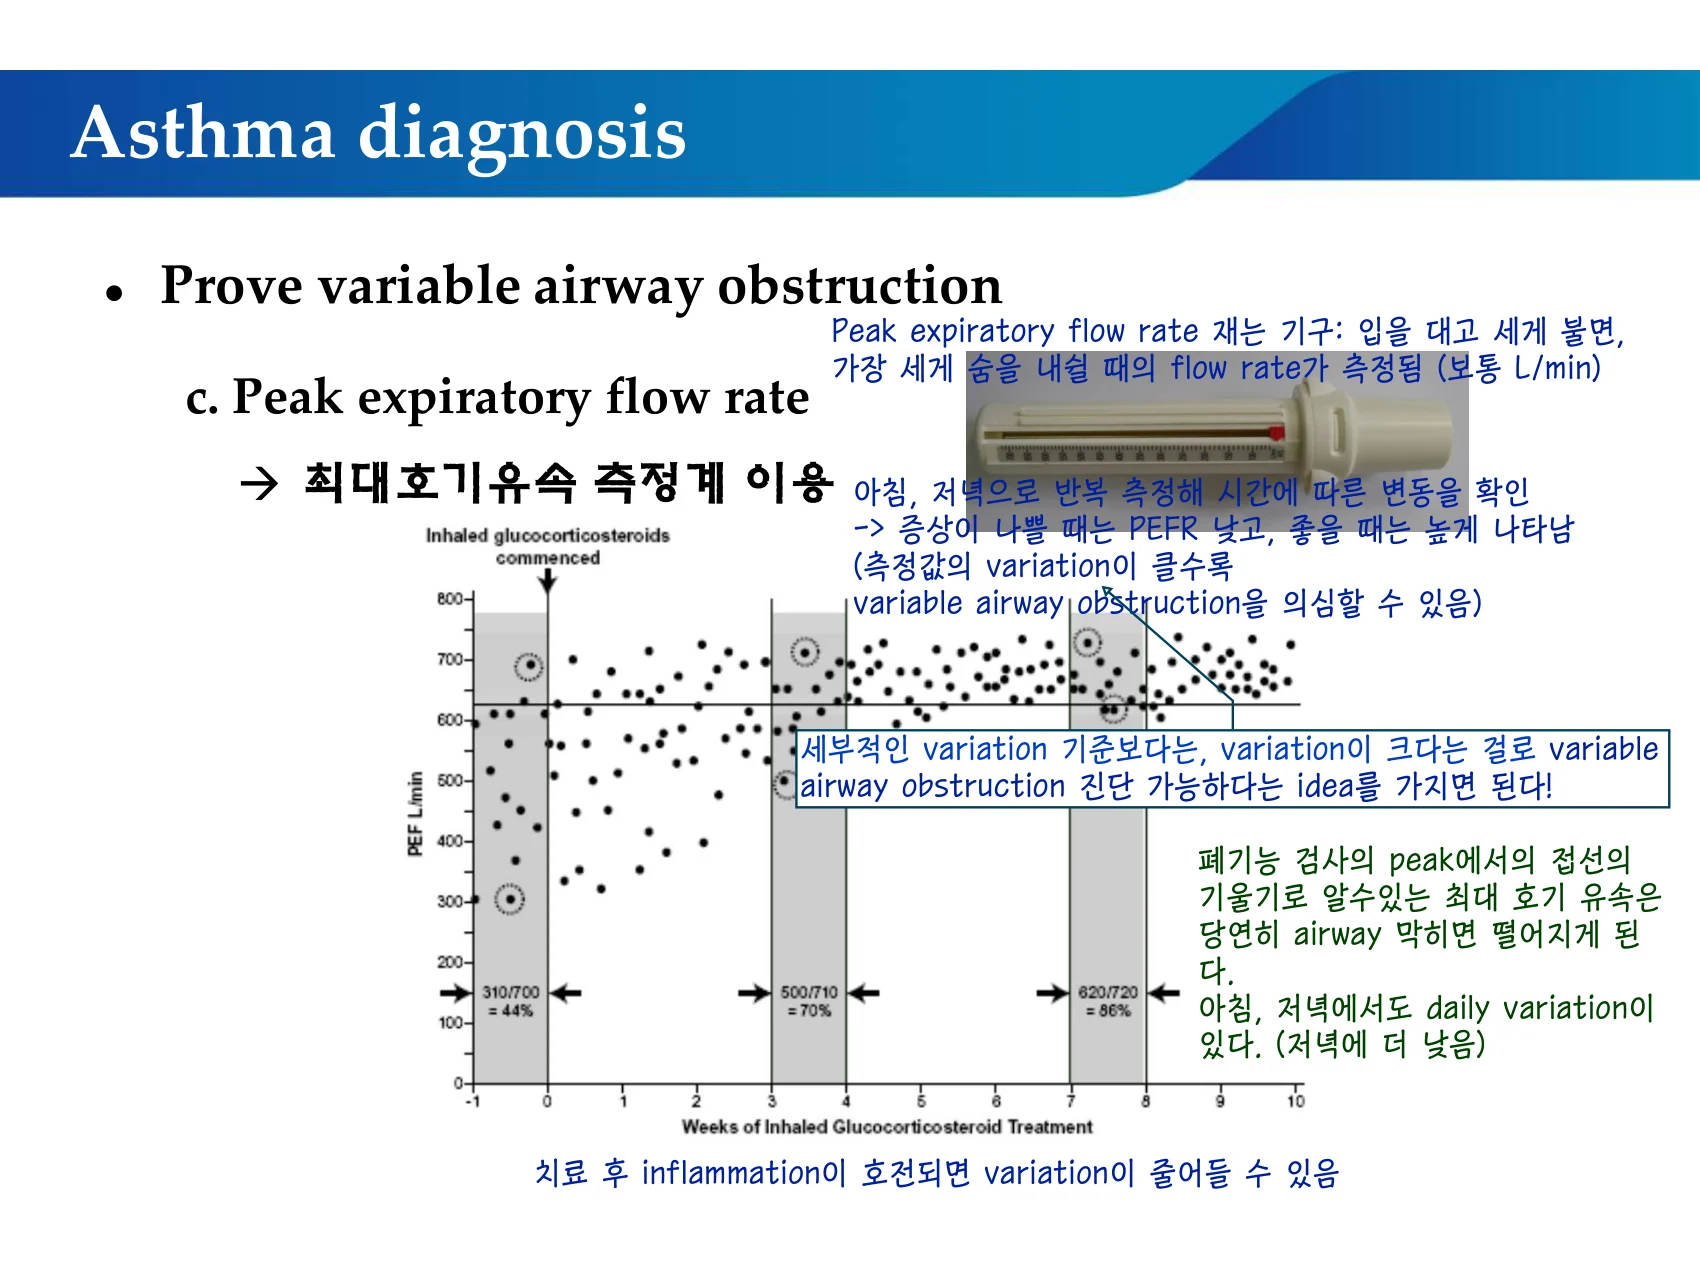 Asthma diagnosis
● Prove variable airway obstruction
Peak expiratory flow rate 재는 기구: 입을 대고 세게 불면,
가장 세게 숨을 내쉴 때의 flow rate가 측정됨 (보통 L/min)
c. Peak expiratory flow rate
→ 최대호기유속 측정계 이용
아침, 저녁으로 반복 측정해 시간에 따른 변동을 확인
-> 증상이 나쁠 때는 PEFR 낮고, 좋을 때는 높게 나타남
(측정값의 variation이 클수록
variable airway obstruction을 의심할 수 있음)
Inhaled glucocorticosteroids
commenced
800
700
600
500
400
300
200
100
0
PEF L/min
세부적인 variation 기준보다는, variation이 크다는 걸로 variable
airway obstruction 진단 가능하다는 idea를 가지면 된다!
폐기능 검사의 peak에서의 접선의
기울기로 알수있는 최대 호기 유속은
당연히 airway 막히면 떨어지게 된
다.
아침, 저녁에서도 daily variation이
있다. (저녁에 더 낮음)
310/700
= 44%
500/710
= 70%
620/720
= 86%
-1 0 1 2 3 4 5 6 7 8 9 10
Weeks of Inhaled Glucocorticosteroid Treatment
치료 후 inflammation이 호전되면 variation이 줄어들 수 있음